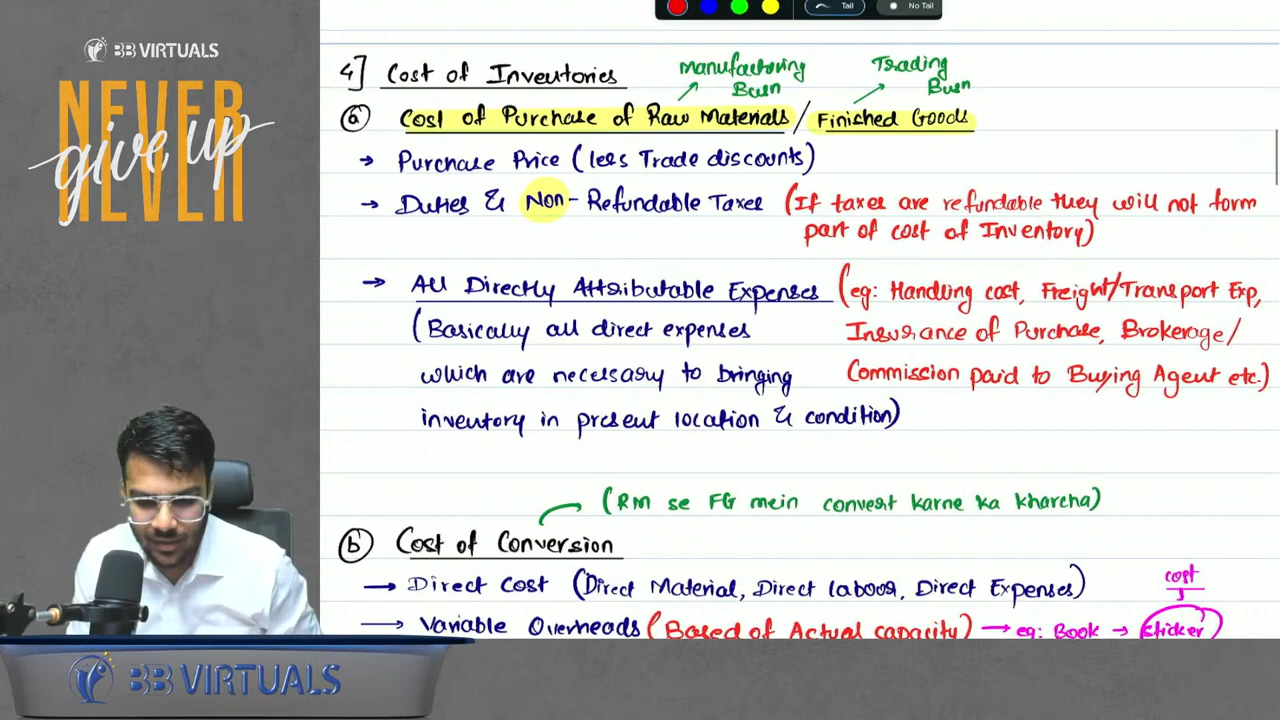 Tail
No Tail
BB VIRTUALS
NEVER
give up
NEVER
4] Cost of Inventories
Manufacturing Busn
Trading Busn
(a) Cost of Purchase of Raw Materials / Finished Goods
→ Purchase Price (less Trade discounts)
→ Duties & Non-Refundable Taxes (If taxes are refundable they will not form
part of cost of Inventory)
→ All Directly Attributable Expenses (eg: Handling cost, Freight/Transport Exp,
(Basically all direct expenses Insurance of Purchase, Brokerage/
which are necessary to bringing Commission paid to Buying Agent etc.)
inventory in present location & condition)
(RM se FG mein convert karne ka kharcha)
(b) Cost of Conversion
→ Direct Cost (Direct Material, Direct labour, Direct Expenses)
cost
→ Variable Overheads (Based of Actual capacity) → eg: Book → sticker
BB VIRTUALS